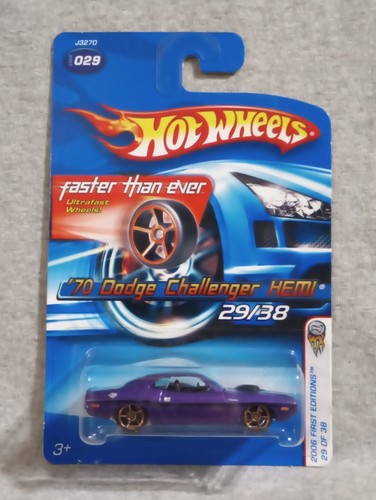 J3270
029
HOT WHEELS®
faster than ever
Ultrafast
Wheels!
'70 Dodge Challenger HEMI®
29/38
2006 FIRST EDITIONS™
29 OF 38
3+